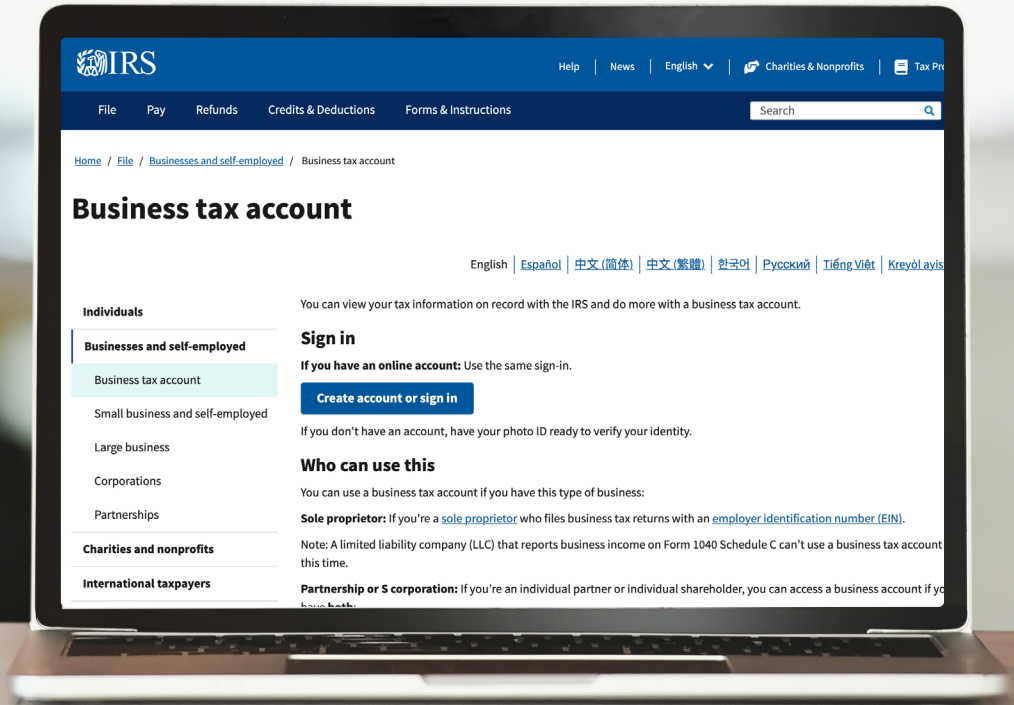 IRS
Help News English Charities & Nonprofits Tax
File Pay Refunds Credits & Deductions Forms & Instructions Search
Home / File / Businesses and self-employed / Business tax account
Business tax account
English Español 中文 (简体) 中文 (繁體) 한국어 Русский Tiếng Việt Kreyòl
Individuals
Businesses and self-employed
Business tax account
Small business and self-employed
Large business
Corporations
Partnerships
Charities and nonprofits
International taxpayers
You can view your tax information on record with the IRS and do more with a business tax account.
Sign in
If you have an online account: Use the same sign-in.
Create account or sign in
If you don't have an account, have your photo ID ready to verify your identity.
Who can use this
You can use a business tax account if you have this type of business:
Sole proprietor: If you're a sole proprietor who files business tax returns with an employer identification number (EIN).
Note: A limited liability company (LLC) that reports business income on Form 1040 Schedule C can't use a business tax account
this time.
Partnership or S corporation: If you're an individual partner or individual shareholder, you can access a business account if
have both: